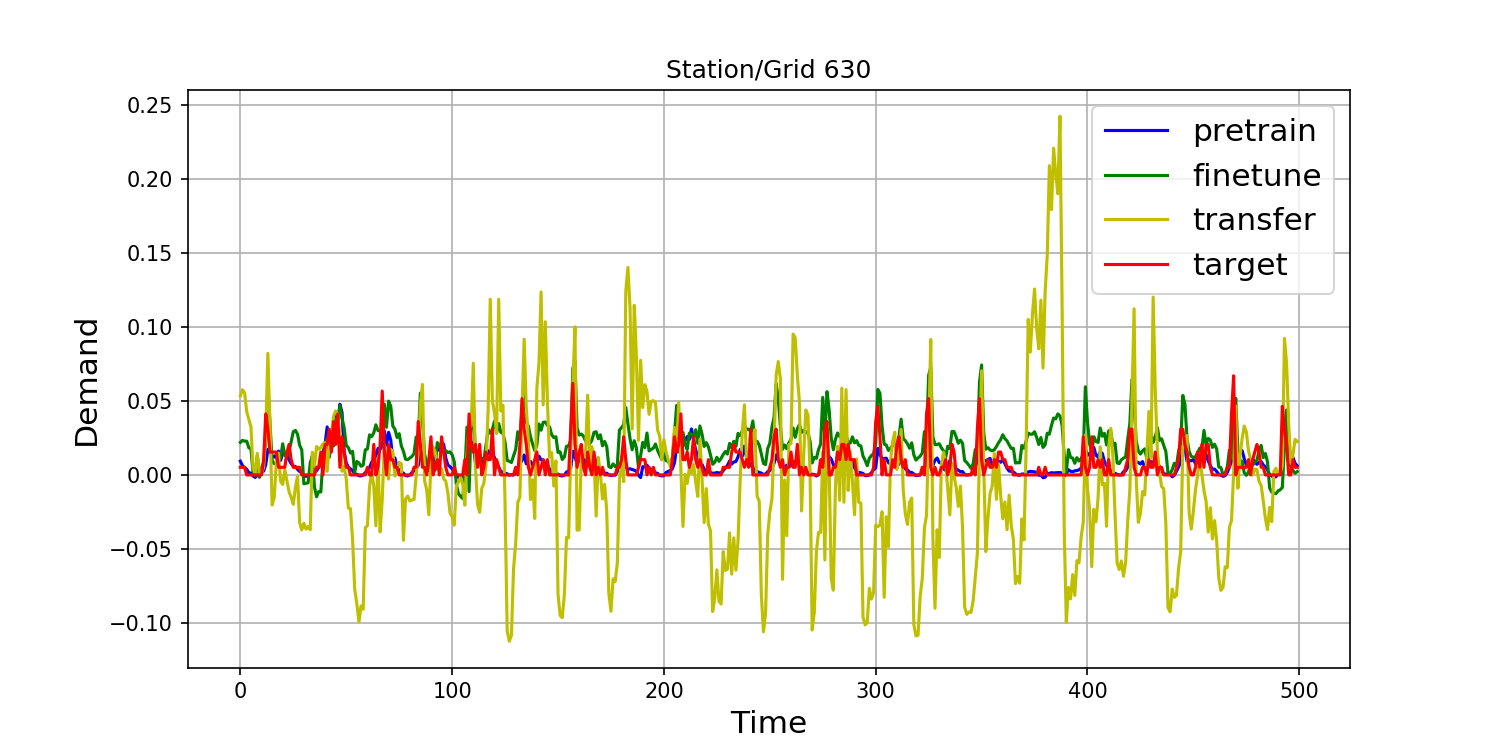 Station/Grid 630
Demand
0.25
0.20
0.15
0.10
0.05
0.00
−0.05
−0.10
pretrain
finetune
transfer
target
0 100 200 300 400 500
Time